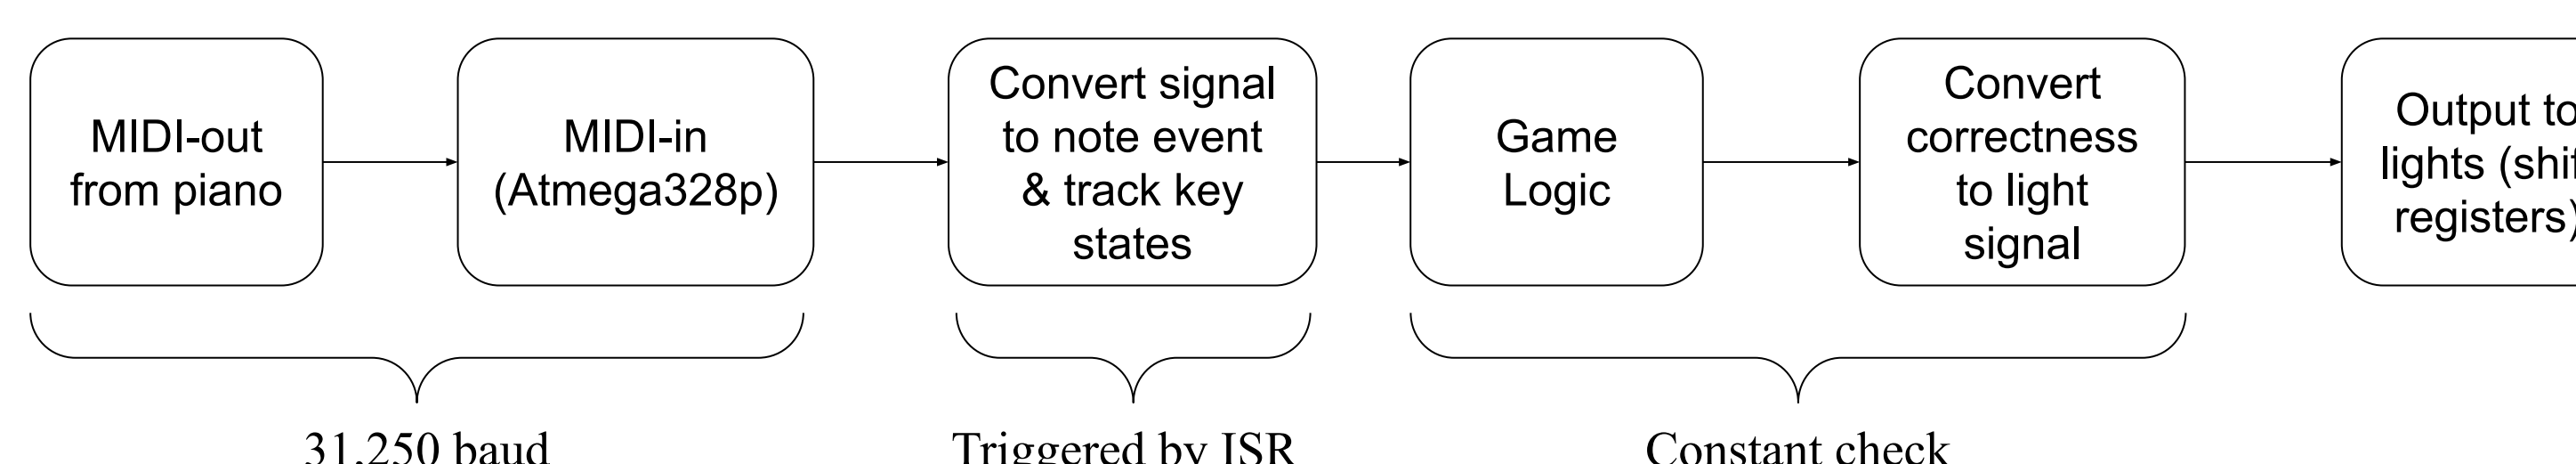 MIDI-out
from piano
MIDI-in
(Atmega328p)
Convert signal
to note event
& track key
states
Game
Logic
Convert
correctness
to light
signal
Output to
lights (shif
registers)
31,250 baud
Triggered by ISR
Constant check